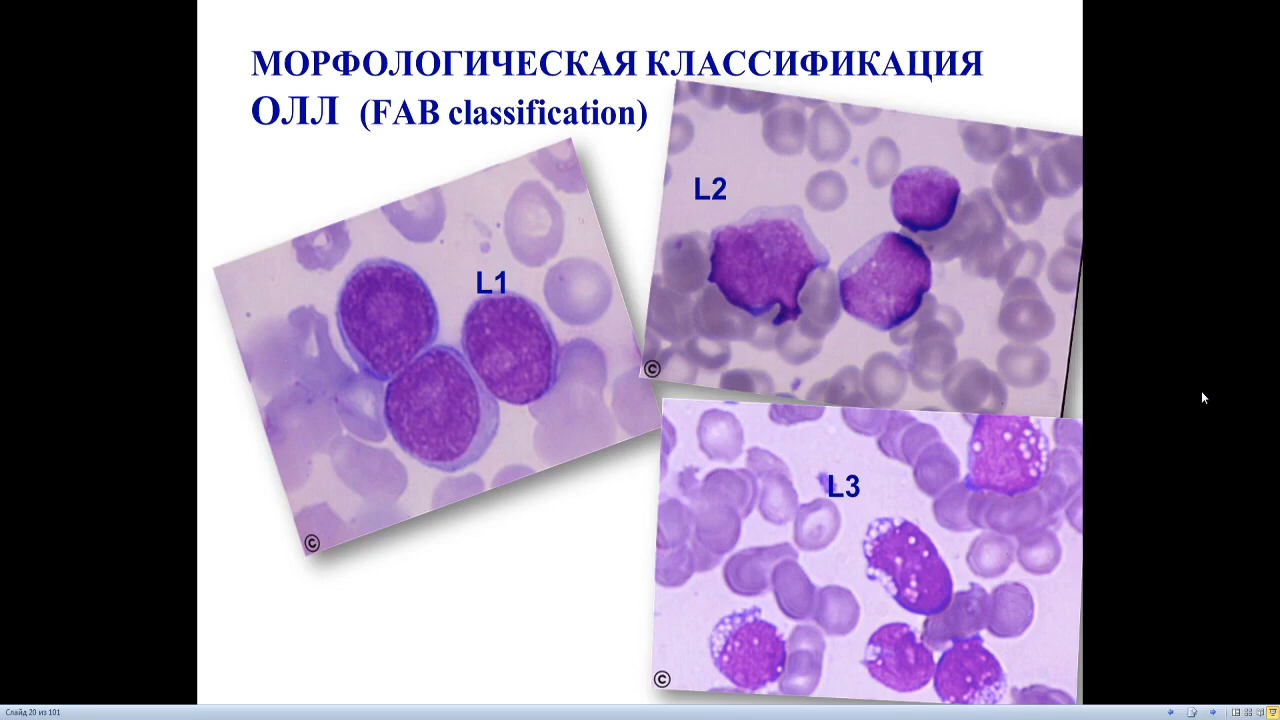 МОРФОЛОГИЧЕСКАЯ КЛАССИФИКАЦИЯ
ОЛЛ (FAB classification)
L2
L1
©
L3
©
©
Слайд 20 из 101